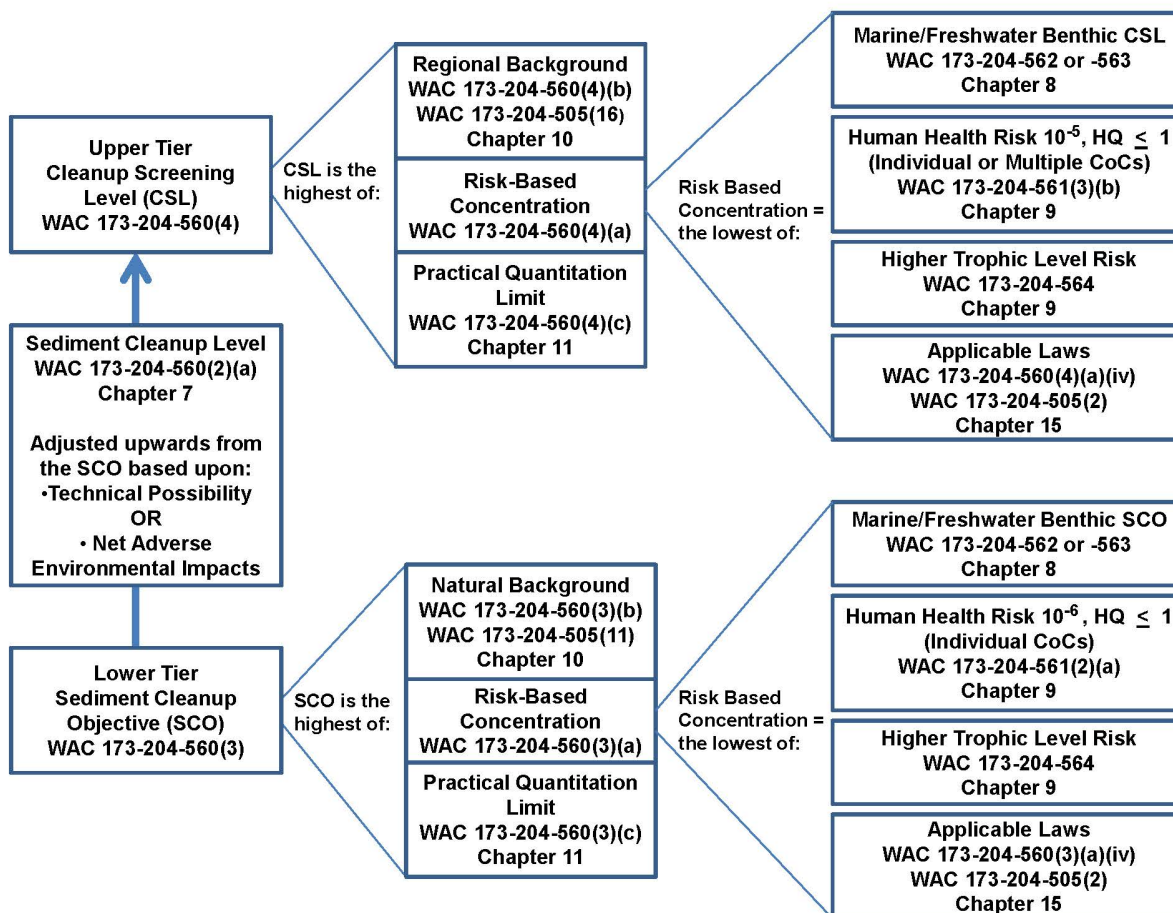 Upper Tier
Cleanup Screening
Level (CSL)
WAC 173-204-560(4)
CSL is the
highest of:
Regional Background
WAC 173-204-560(4)(b)
WAC 173-204-505(16)
Chapter 10
Risk-Based
Concentration
WAC 173-204-560(4)(a)
Practical Quantitation
Limit
WAC 173-204-560(4)(c)
Chapter 11
Risk Based
Concentration =
the lowest of:
Marine/Freshwater Benthic CSL
WAC 173-204-562 or -563
Chapter 8
Human Health Risk 10⁻⁵, HQ ≤ 1
(Individual or Multiple CoCs)
WAC 173-204-561(3)(b)
Chapter 9
Higher Trophic Level Risk
WAC 173-204-564
Chapter 9
Applicable Laws
WAC 173-204-560(4)(a)(iv)
WAC 173-204-505(2)
Chapter 15
Sediment Cleanup Level
WAC 173-204-560(2)(a)
Chapter 7
Adjusted upwards from
the SCO based upon:
•Technical Possibility
OR
• Net Adverse
Environmental Impacts
Lower Tier
Sediment Cleanup
Objective (SCO)
WAC 173-204-560(3)
SCO is the
highest of:
Natural Background
WAC 173-204-560(3)(b)
WAC 173-204-505(11)
Chapter 10
Risk-Based
Concentration
WAC 173-204-560(3)(a)
Practical Quantitation
Limit
WAC 173-204-560(3)(c)
Chapter 11
Risk Based
Concentration =
the lowest of:
Marine/Freshwater Benthic SCO
WAC 173-204-562 or -563
Chapter 8
Human Health Risk 10⁻⁶, HQ ≤ 1
(Individual CoCs)
WAC 173-204-561(2)(a)
Chapter 9
Higher Trophic Level Risk
WAC 173-204-564
Chapter 9
Applicable Laws
WAC 173-204-560(3)(a)(iv)
WAC 173-204-505(2)
Chapter 15